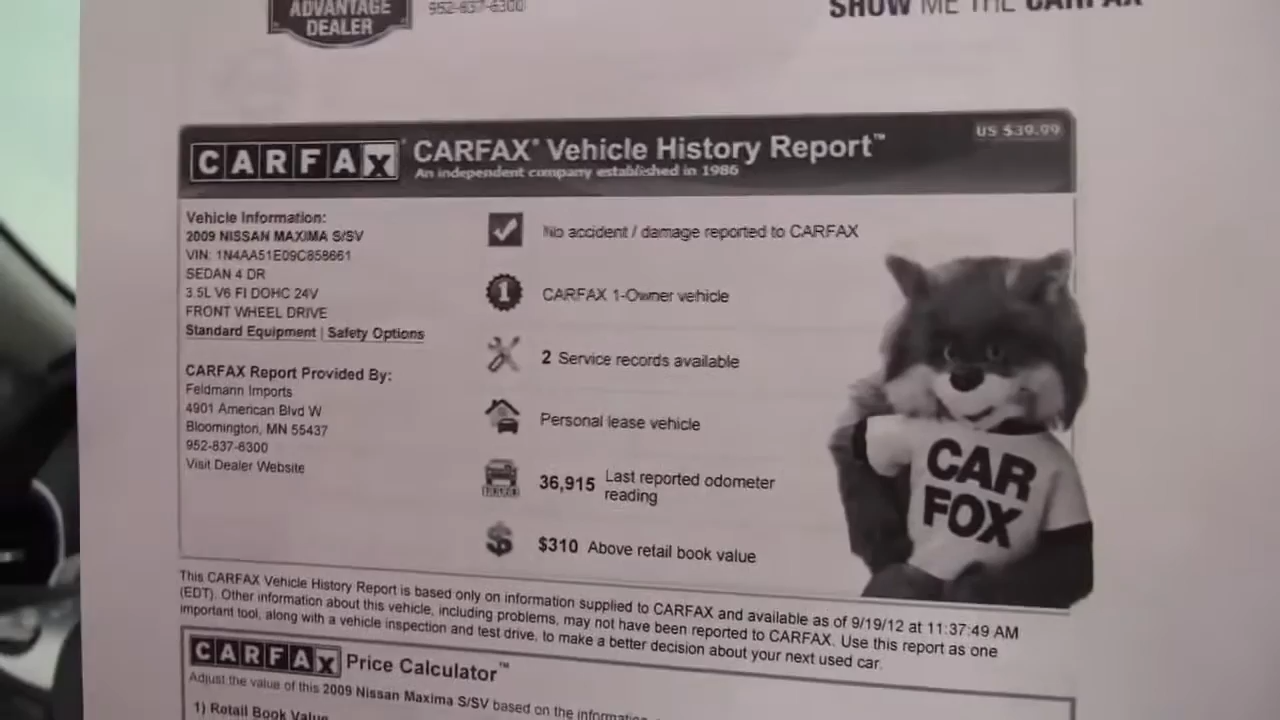 ADVANTAGE
DEALER
952-837-6300
SHOW ME THE CARFAX
CARFAX
CARFAX Vehicle History Report™
US $39.99
An independent company established in 1986
Vehicle Information:
2009 NISSAN MAXIMA S/SV
VIN: 1N4AA51E09C858661
SEDAN 4 DR
3.5L V6 FI DOHC 24V
FRONT WHEEL DRIVE
Standard Equipment | Safety Options
CARFAX Report Provided By:
Feldmann Imports
4901 American Blvd W
Bloomington, MN 55437
952-837-6300
Visit Dealer Website
No accident / damage reported to CARFAX
1
CARFAX 1-Owner vehicle
2 Service records available
Personal lease vehicle
36,915 Last reported odometer
reading
$310 Above retail book value
CAR
FOX
This CARFAX Vehicle History Report is based only on information supplied to CARFAX and available as of 9/19/12 at 11:37:49 AM
(EDT). Other information about this vehicle, including problems, may not have been reported to CARFAX. Use this report as one
important tool, along with a vehicle inspection and test drive, to make a better decision about your next used car.
CARFAX Price Calculator™
Adjust the value of this 2009 Nissan Maxima S/SV based on the information
1) Retail Book Value